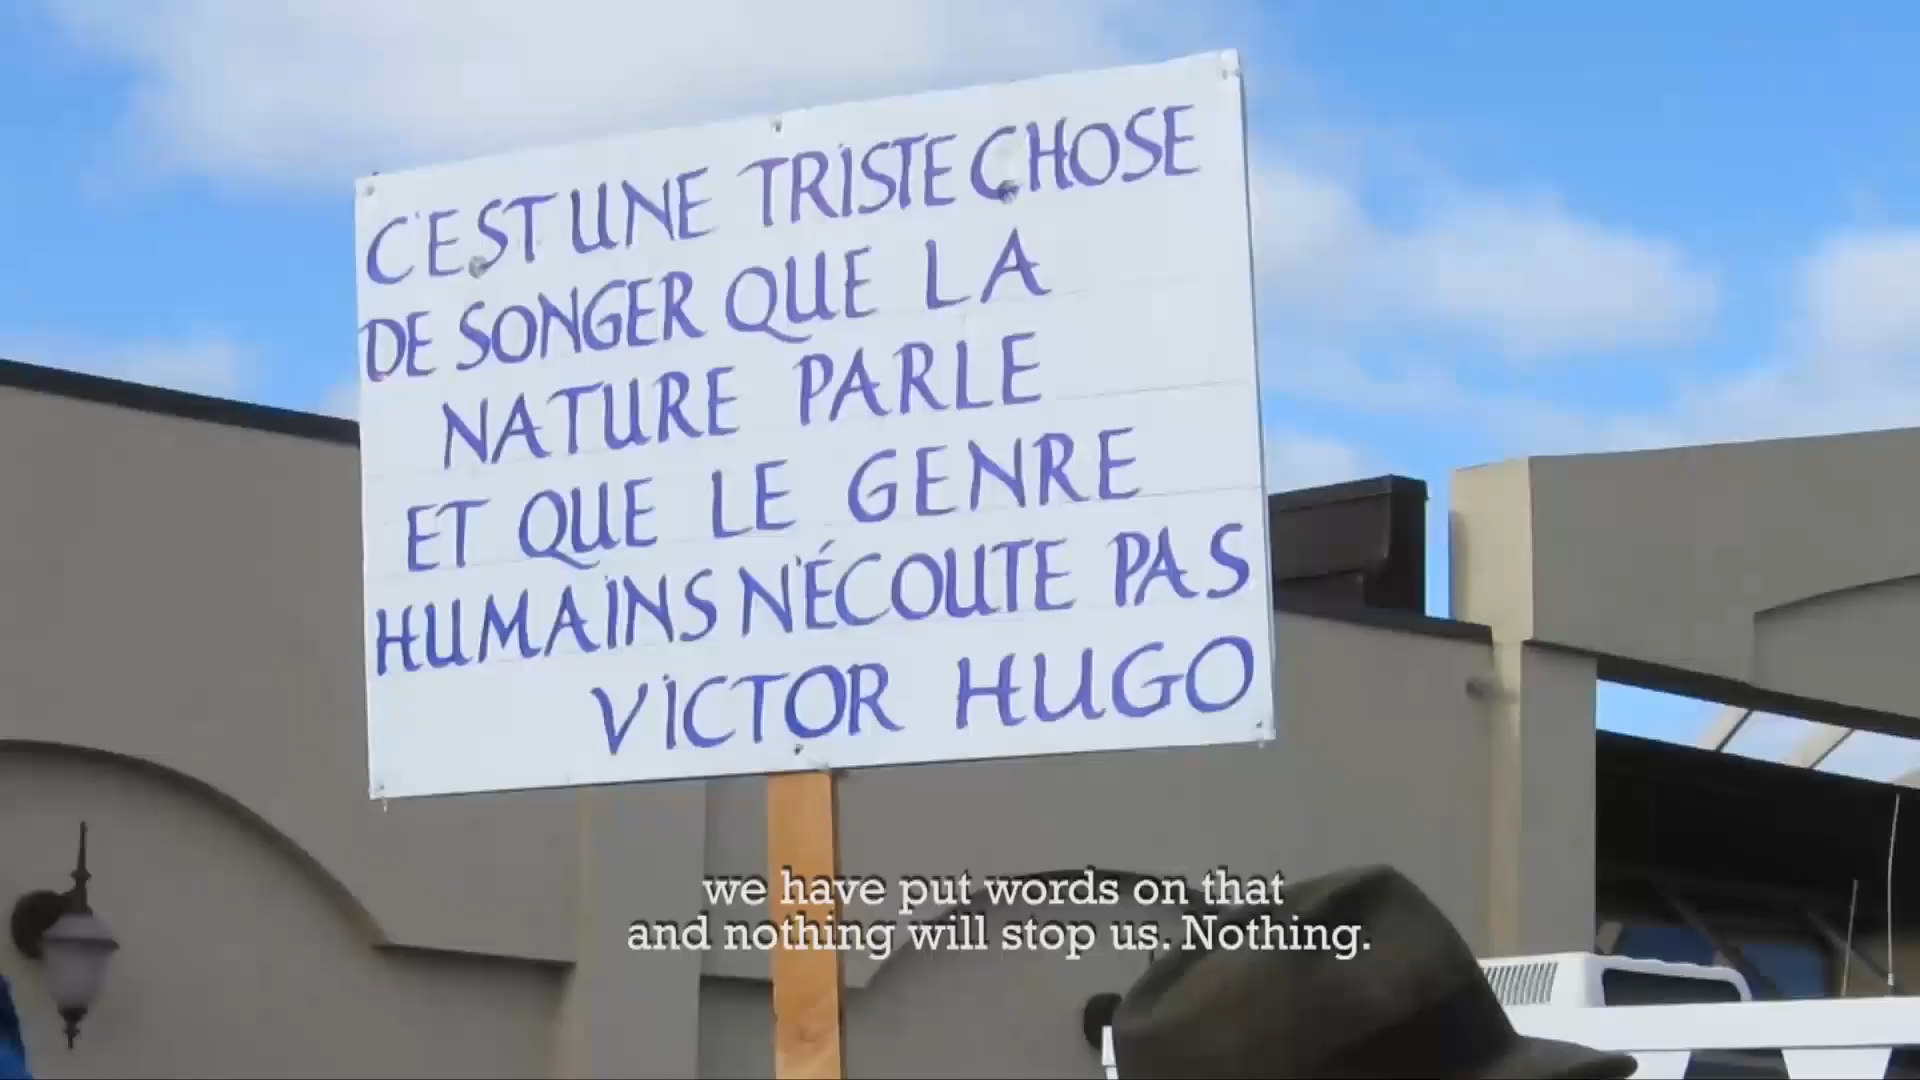 C'EST UNE TRISTE CHOSE
DE SONGER QUE LA
NATURE PARLE
ET QUE LE GENRE
HUMAINS N'ÉCOUTE PAS
VICTOR HUGO
we have put words on that
and nothing will stop us. Nothing.